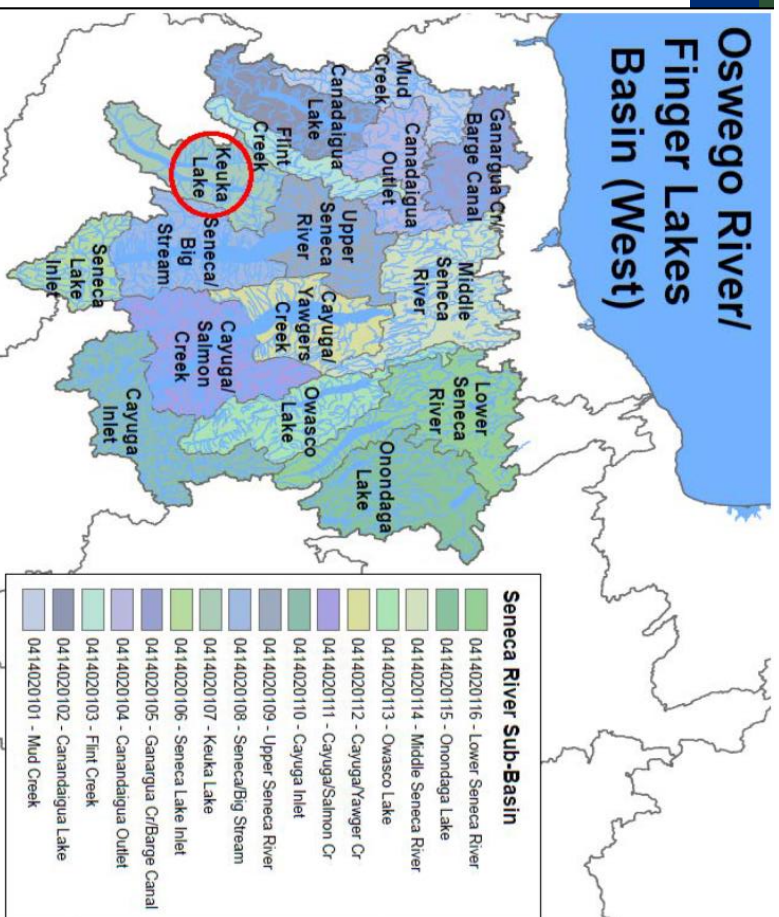 Oswego River/
Finger Lakes
Basin (West)
Ganargua Cr/
Barge Canal
Mud
Creek
Canadaigua
Outlet
Canadaigua
Lake
Flint
Creek
Keuka
Lake
Upper
Seneca
River
Middle
Seneca
River
Seneca/
Big
Stream
Seneca
Lake
Inlet
Cayuga/
Yawgers
Creek
Cayuga/
Salmon
Creek
Cayuga
Inlet
Owasco
Lake
Lower
Seneca
River
Onondaga
Lake
Seneca River Sub-Basin
0414020116 - Lower Seneca River
0414020115 - Onondaga Lake
0414020114 - Middle Seneca River
0414020113 - Owasco Lake
0414020112 - Cayuga/Yawger Cr
0414020111 - Cayuga/Salmon Cr
0414020110 - Cayuga Inlet
0414020109 - Upper Seneca River
0414020108 - Seneca/Big Stream
0414020107 - Keuka Lake
0414020106 - Seneca Lake Inlet
0414020105 - Ganargua Cr/Barge Canal
0414020104 - Canandaigua Outlet
0414020103 - Flint Creek
0414020102 - Canandaigua Lake
0414020101 - Mud Creek